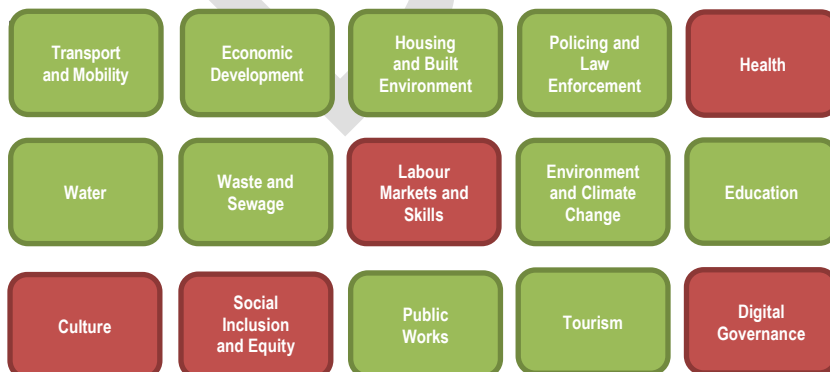 Transport
and Mobility
Economic
Development
Housing
and Built
Environment
Policing and
Law
Enforcement
Health
Water
Waste and
Sewage
Labour
Markets and
Skills
Environment
and Climate
Change
Education
Culture
Social
Inclusion
and Equity
Public
Works
Tourism
Digital
Governance